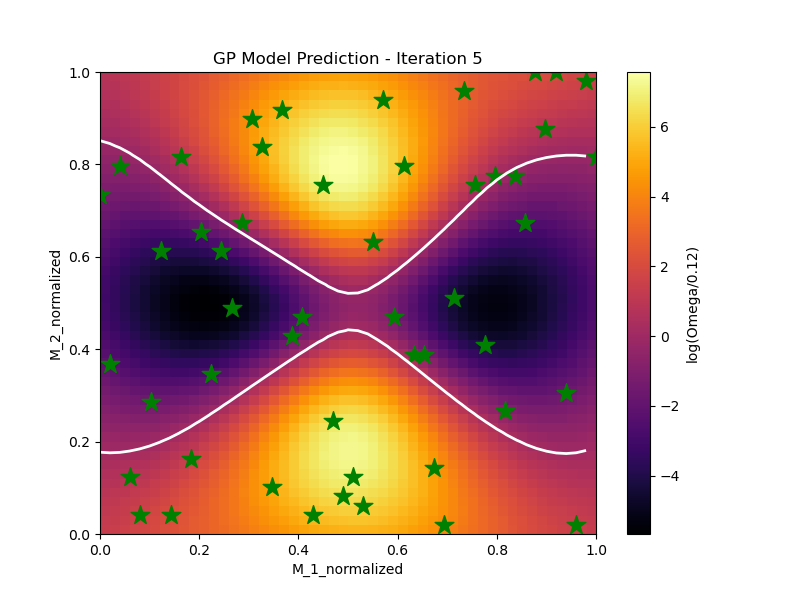 GP Model Prediction - Iteration 5
1.0
0.8
0.6
0.4
0.2
0.0
M_2_normalized
0.0 0.2 0.4 0.6 0.8 1.0
M_1_normalized
6
4
2
0
−2
−4
log(Omega/0.12)